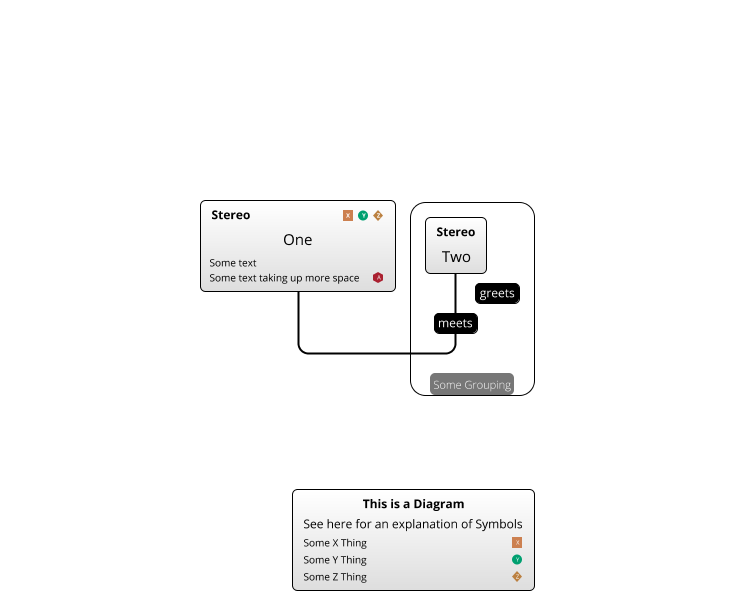 Stereo X Y Z
One
Some text
Some text taking up more space A
Stereo
Two
greets
meets
Some Grouping
This is a Diagram
See here for an explanation of Symbols
Some X Thing X
Some Y Thing Y
Some Z Thing Z